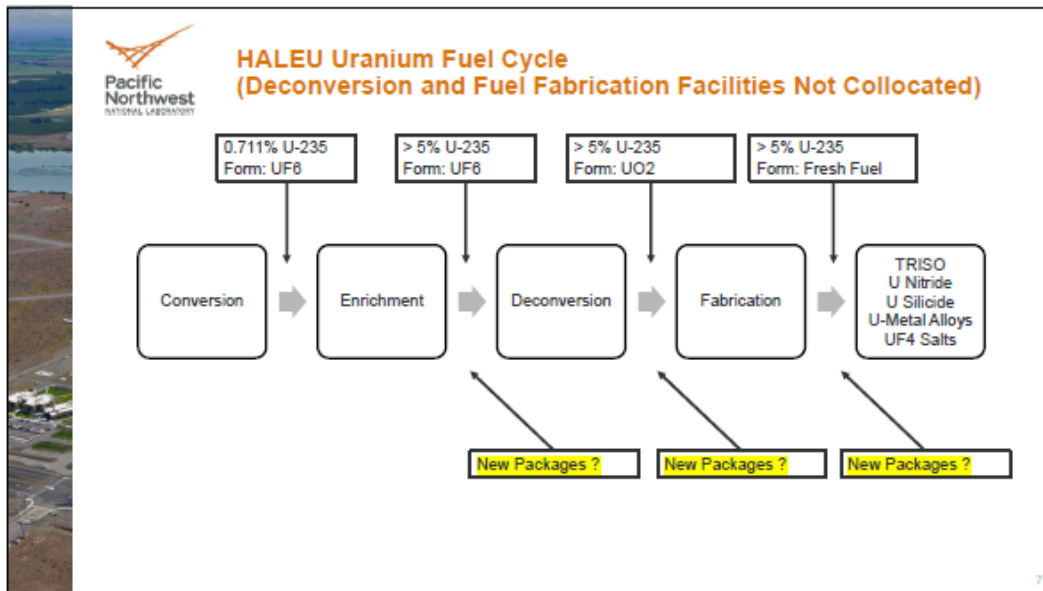 Pacific
Northwest
NATIONAL LABORATORY
HALEU Uranium Fuel Cycle
(Deconversion and Fuel Fabrication Facilities Not Collocated)
0.711% U-235
Form: UF6
> 5% U-235
Form: UF6
> 5% U-235
Form: UO2
> 5% U-235
Form: Fresh Fuel
Conversion
Enrichment
Deconversion
Fabrication
TRISO
U Nitride
U Silicide
U-Metal Alloys
UF4 Salts
New Packages ?
New Packages ?
New Packages ?
7